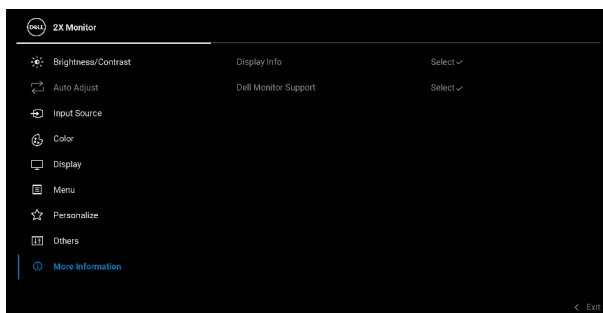 DELL 2X Monitor
Brightness/Contrast Display Info Select
Auto Adjust Dell Monitor Support Select
Input Source
Color
Display
Menu
Personalize
Others
More Information
Exit